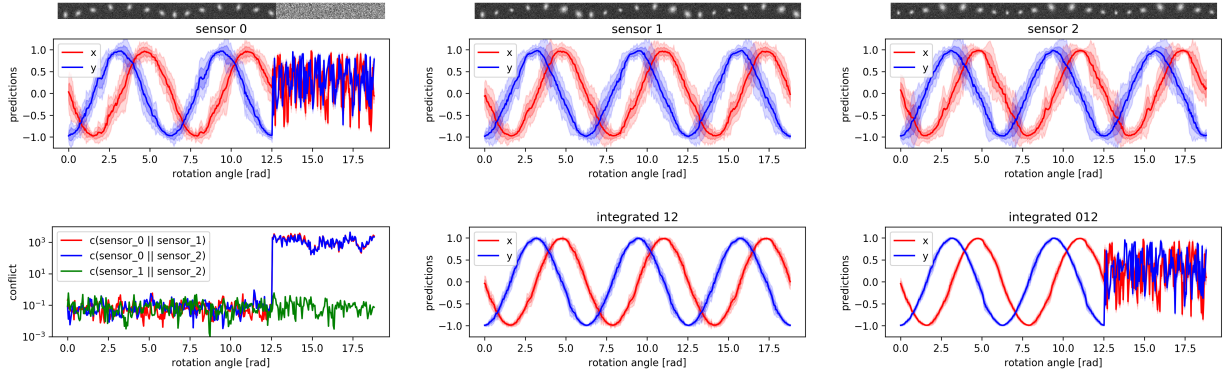 sensor 0
1.0
0.5
0.0
−0.5
−1.0
predictions
x
y
0.0 2.5 5.0 7.5 10.0 12.5 15.0 17.5
rotation angle [rad]
sensor 1
1.0
0.5
0.0
−0.5
−1.0
predictions
x
y
0.0 2.5 5.0 7.5 10.0 12.5 15.0 17.5
rotation angle [rad]
sensor 2
1.0
0.5
0.0
−0.5
−1.0
predictions
x
y
0.0 2.5 5.0 7.5 10.0 12.5 15.0 17.5
rotation angle [rad]
10³
10¹
10⁻¹
10⁻³
conflict
c(sensor_0 || sensor_1)
c(sensor_0 || sensor_2)
c(sensor_1 || sensor_2)
0.0 2.5 5.0 7.5 10.0 12.5 15.0 17.5
rotation angle [rad]
integrated 12
1.0
0.5
0.0
−0.5
−1.0
predictions
x
y
0.0 2.5 5.0 7.5 10.0 12.5 15.0 17.5
rotation angle [rad]
integrated 012
1.0
0.5
0.0
−0.5
−1.0
predictions
x
y
0.0 2.5 5.0 7.5 10.0 12.5 15.0 17.5
rotation angle [rad]